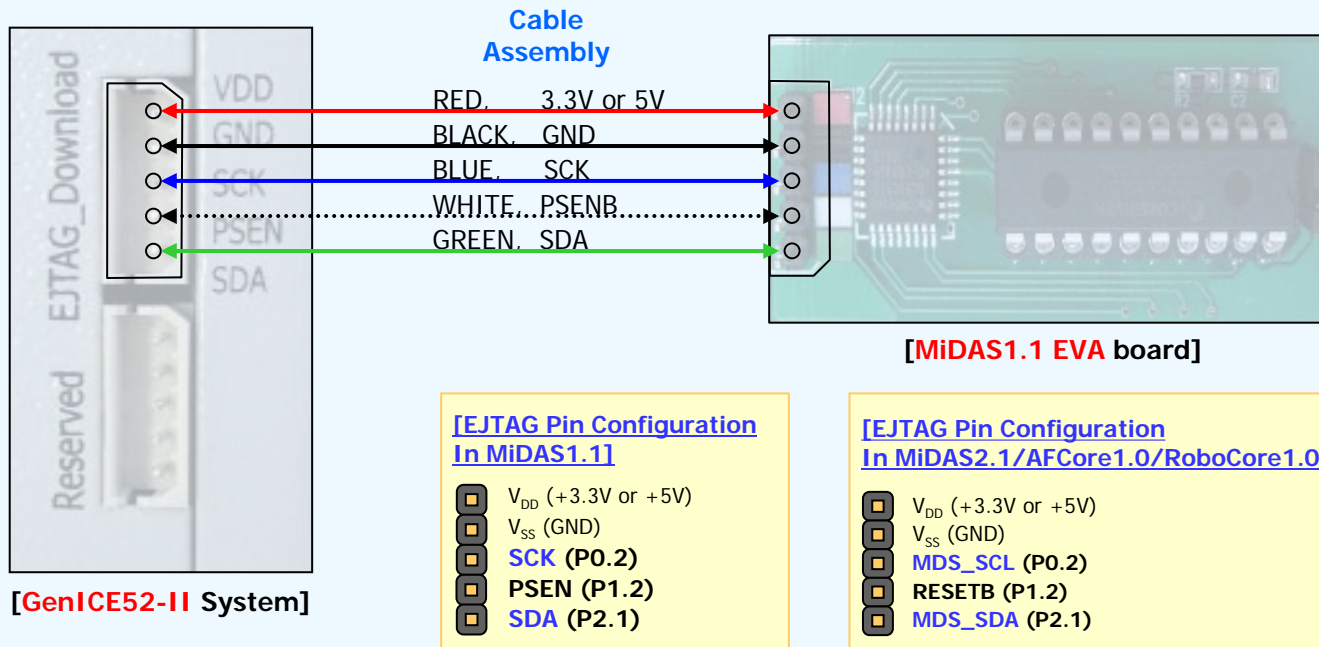 Cable
Assembly
EJTAG_Download
VDD
GND
SCK
PSEN
SDA
Reserved
RED, 3.3V or 5V
BLACK, GND
BLUE, SCK
WHITE, PSENB
GREEN, SDA
[GenICE52-II System]
[MiDAS1.1 EVA board]
[EJTAG Pin Configuration
In MiDAS1.1]
VDD (+3.3V or +5V)
VSS (GND)
SCK (P0.2)
PSEN (P1.2)
SDA (P2.1)
[EJTAG Pin Configuration
In MiDAS2.1/AFCore1.0/RoboCore1.0
VDD (+3.3V or +5V)
VSS (GND)
MDS_SCL (P0.2)
RESETB (P1.2)
MDS_SDA (P2.1)